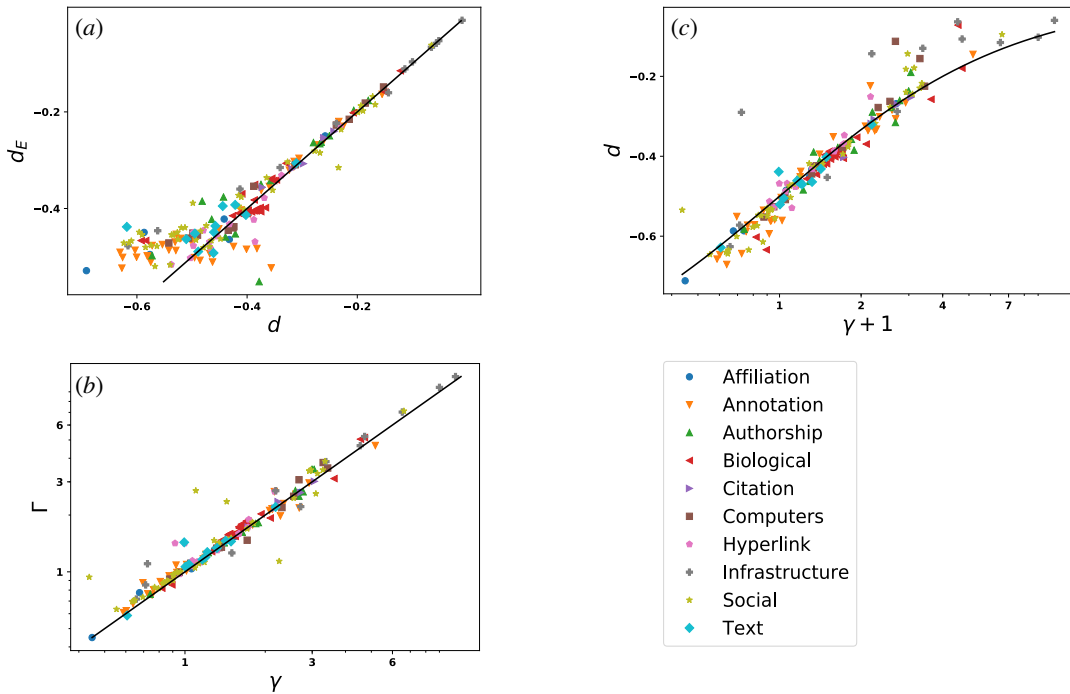 (a)
−0.2
−0.4
d_E
−0.6
−0.4
−0.2
d
(c)
−0.2
−0.4
−0.6
d
1
2
4
7
γ + 1
(b)
6
3
1
Γ
1
3
6
γ
Affiliation
Annotation
Authorship
Biological
Citation
Computers
Hyperlink
Infrastructure
Social
Text